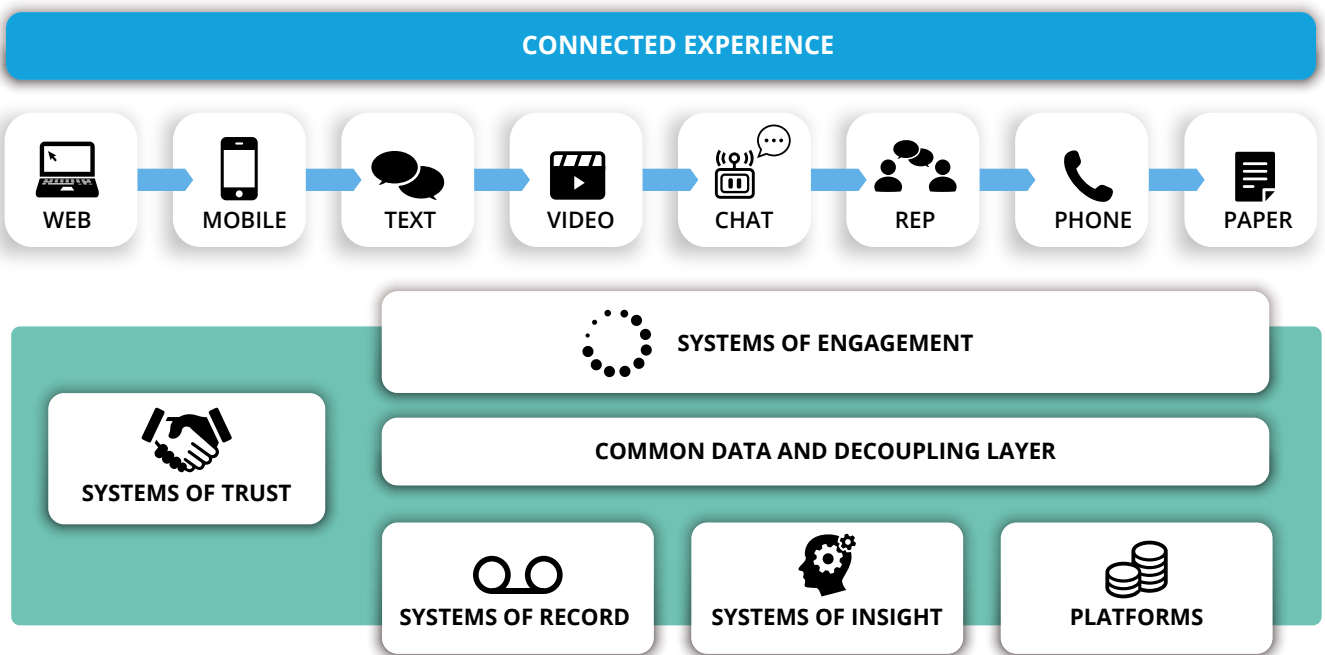 CONNECTED EXPERIENCE
WEB
MOBILE
TEXT
VIDEO
CHAT
REP
PHONE
PAPER
SYSTEMS OF ENGAGEMENT
COMMON DATA AND DECOUPLING LAYER
SYSTEMS OF TRUST
SYSTEMS OF RECORD
SYSTEMS OF INSIGHT
PLATFORMS